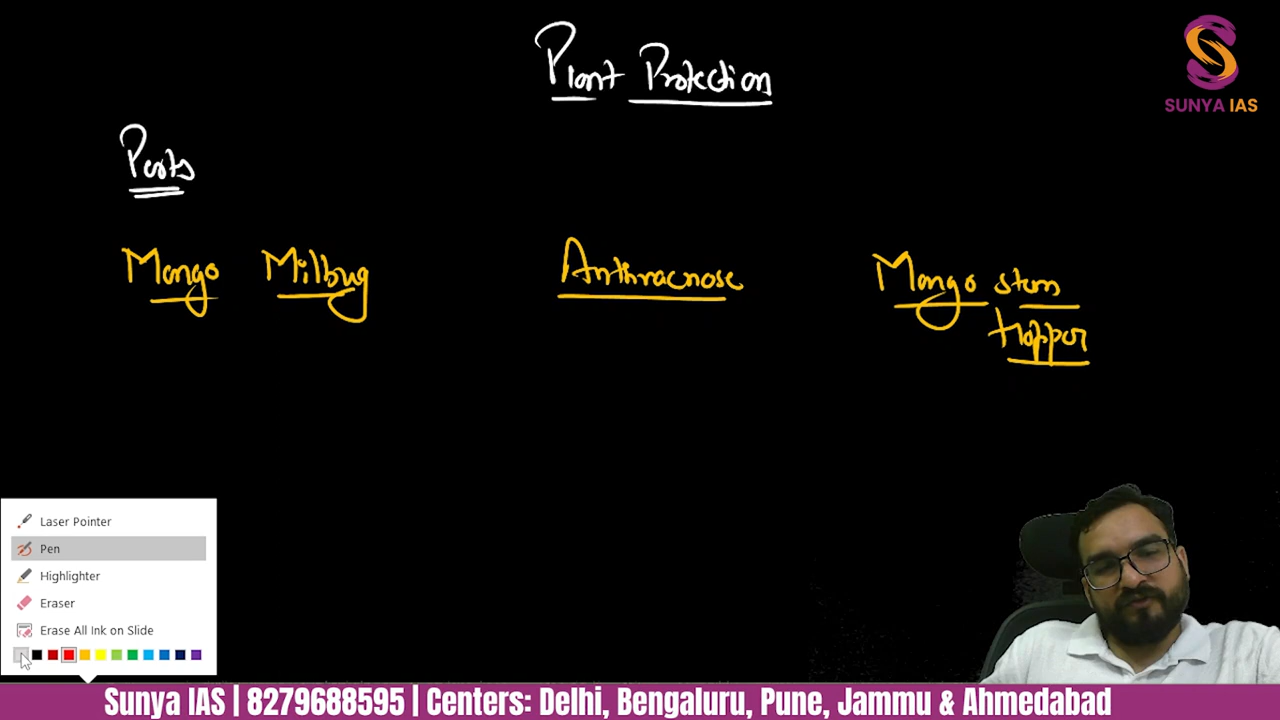 Plant Protection
SUNYA IAS
Pests
Mango Milbug Anthracnose Mango stem
hopper
Laser Pointer
Pen
Highlighter
Eraser
Erase All Ink on Slide
Sunya IAS | 8279688595 | Centers: Delhi, Bengaluru, Pune, Jammu & Ahmedabad